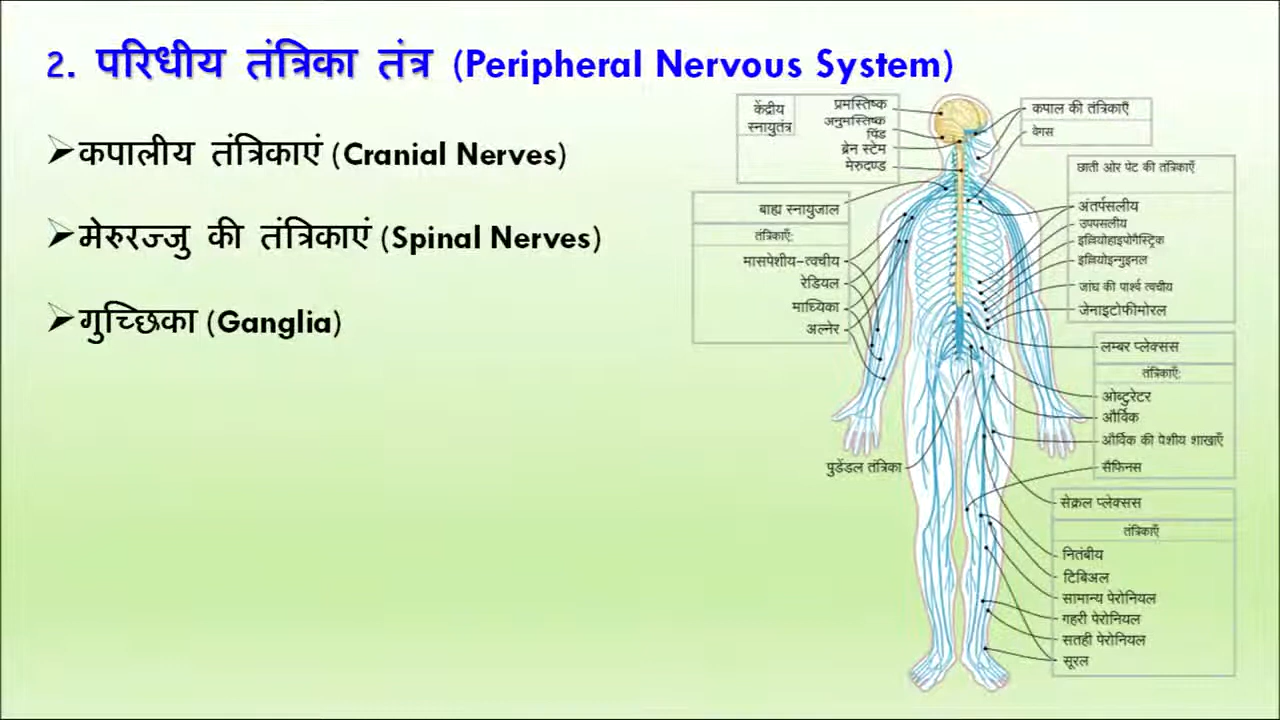 2. परिधीय तंत्रिका तंत्र (Peripheral Nervous System)
➢कपालीय तंत्रिकाएं (Cranial Nerves)
➢मेरुरज्जु की तंत्रिकाएं (Spinal Nerves)
➢गुच्छिका (Ganglia)
केंद्रीय
स्नायुतंत्र
प्रमस्तिष्क
अनुमस्तिष्क
पिंड
ब्रेन स्टेम
मेरुदण्ड
बाह्य स्नायुजाल
तंत्रिकाएँ:
मासपेशीय-त्वचीय
रेडियल
माध्यिका
अल्नेर
पुडेंडल तंत्रिका
कपाल की तंत्रिकाएँ
वेगस
छाती ओर पेट की तंत्रिकाएँ
अंतर्पसलीय
उपपसलीय
इल्लियोहाइपोगैस्ट्रिक
इल्लियोइन्गुइनल
जांघ की पार्श्व त्वचीय
जेनाइटोफीमोरल
लम्बर प्लेक्सस
तंत्रिकाएँ:
ओब्टुरेटर
और्विक
और्विक की पेशीय शाखाएँ
सैफिनस
सेक्रल प्लेक्सस
तंत्रिकाएँ
नितंबीय
टिबिअल
सामान्य पेरोनियल
गहरी पेरोनियल
सतही पेरोनियल
सूरल